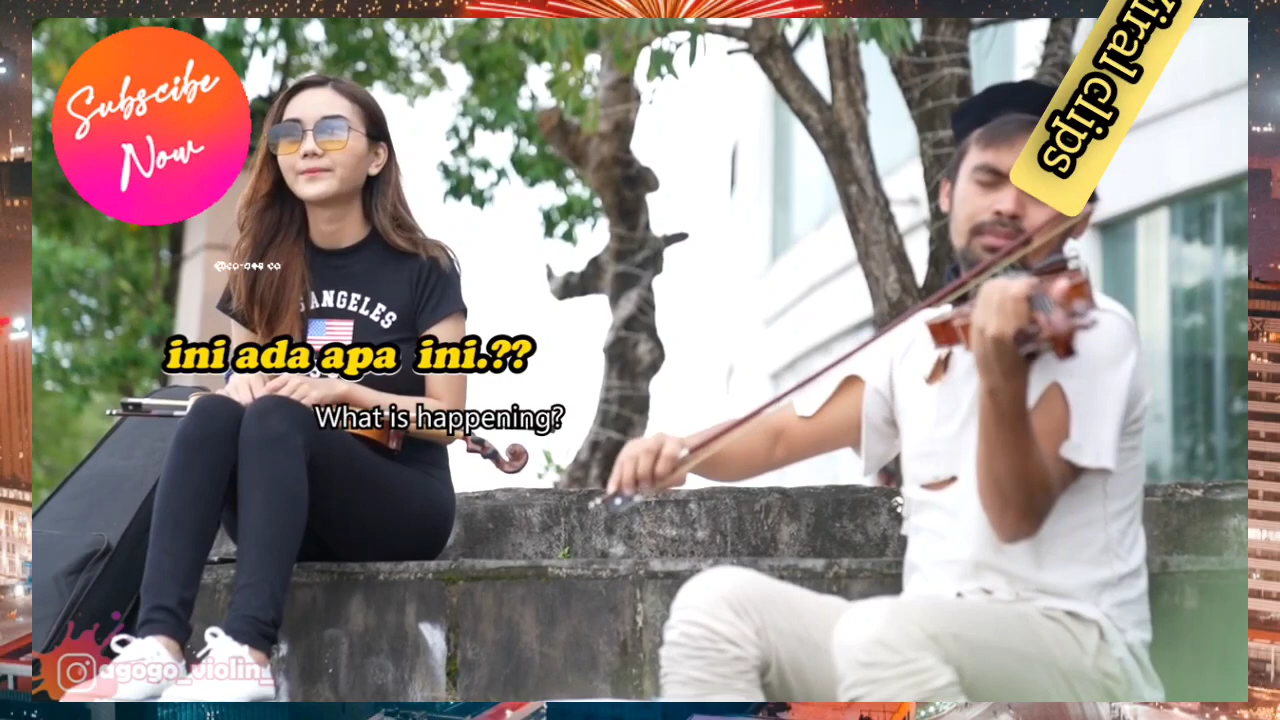 Subscibe
Now
Viral clips
ANGELES
ini ada apa ini.??
What is happening?
agogo_violin_